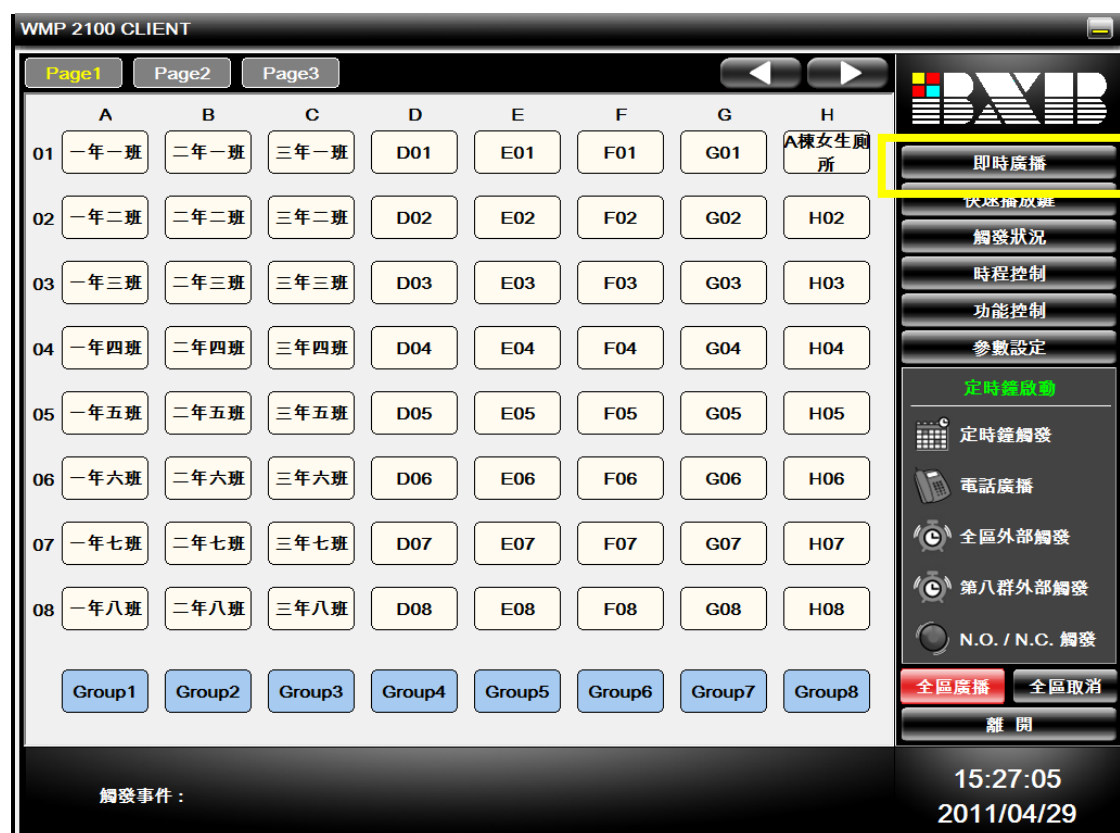 WMP 2100 CLIENT
Page1 Page2 Page3
BXB
A B C D E F G H
01 一年一班 二年一班 三年一班 D01 E01 F01 G01 A棟女生廁
所
02 一年二班 二年二班 三年二班 D02 E02 F02 G02 H02
03 一年三班 二年三班 三年三班 D03 E03 F03 G03 H03
04 一年四班 二年四班 三年四班 D04 E04 F04 G04 H04
05 一年五班 二年五班 三年五班 D05 E05 F05 G05 H05
06 一年六班 二年六班 三年六班 D06 E06 F06 G06 H06
07 一年七班 二年七班 三年七班 D07 E07 F07 G07 H07
08 一年八班 二年八班 三年八班 D08 E08 F08 G08 H08
Group1 Group2 Group3 Group4 Group5 Group6 Group7 Group8
即時廣播
快速播放鍵
觸發狀況
時程控制
功能控制
參數設定
定時鐘啟動
定時鐘觸發
電話廣播
全區外部觸發
第八群外部觸發
N.O. / N.C. 觸發
全區廣播 全區取消
離 開
觸發事件 :
15:27:05
2011/04/29